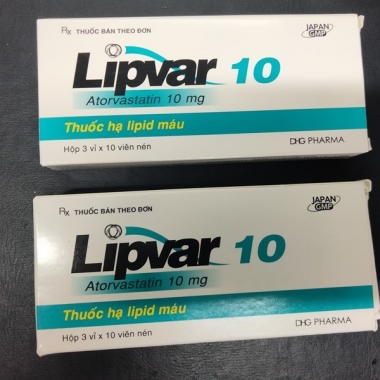 Rx THUỐC BÁN THEO ĐƠN
JAPAN
GMP
Lipvar 10
Atorvastatin 10 mg
Thuốc hạ lipid máu
Hộp 3 vỉ x 10 viên nén
DHG PHARMA
Rx THUỐC BÁN THEO ĐƠN
JAPAN
GMP
Lipvar 10
Atorvastatin 10 mg
Thuốc hạ lipid máu
Hộp 3 vỉ x 10 viên nén
DHG PHARMA